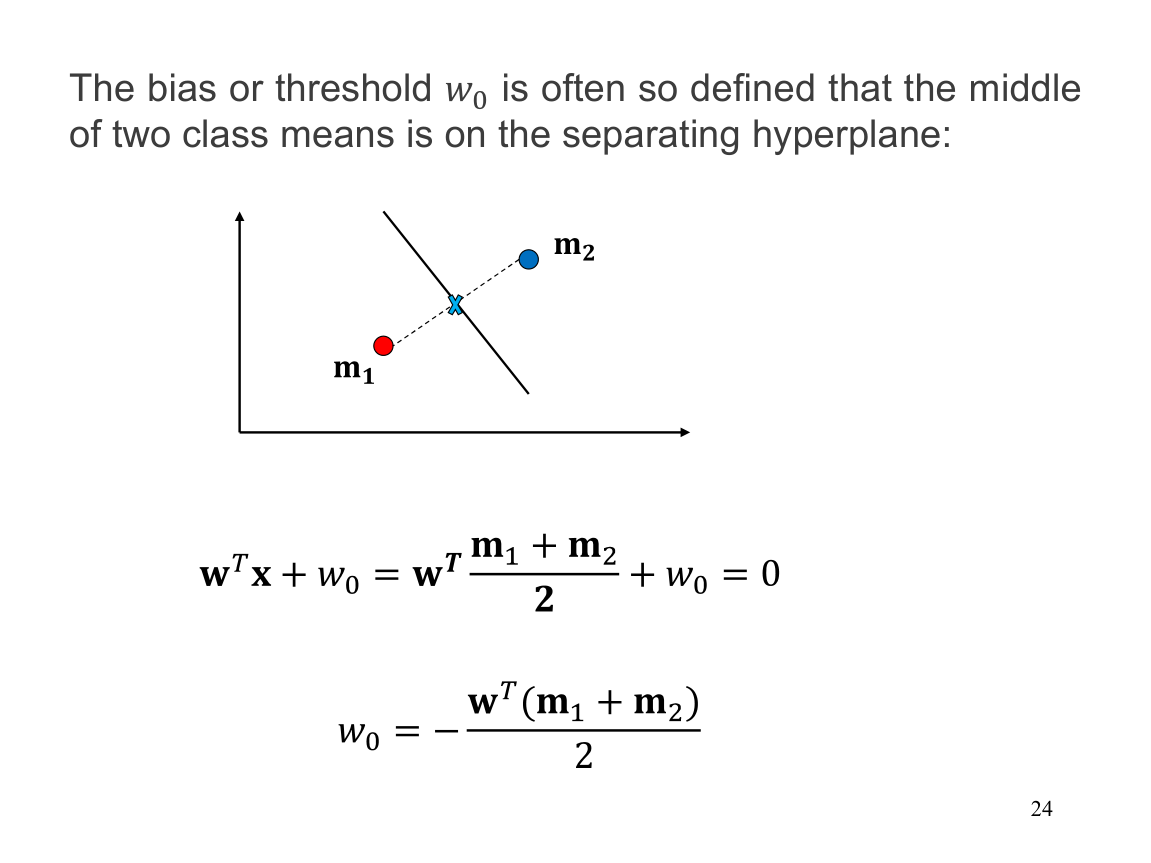 The bias or threshold w₀ is often so defined that the middle
of two class means is on the separating hyperplane:
m₂
m₁
wᵀx + w₀ = wᵀ (m₁ + m₂)/2 + w₀ = 0
w₀ = − wᵀ(m₁ + m₂)/2
24